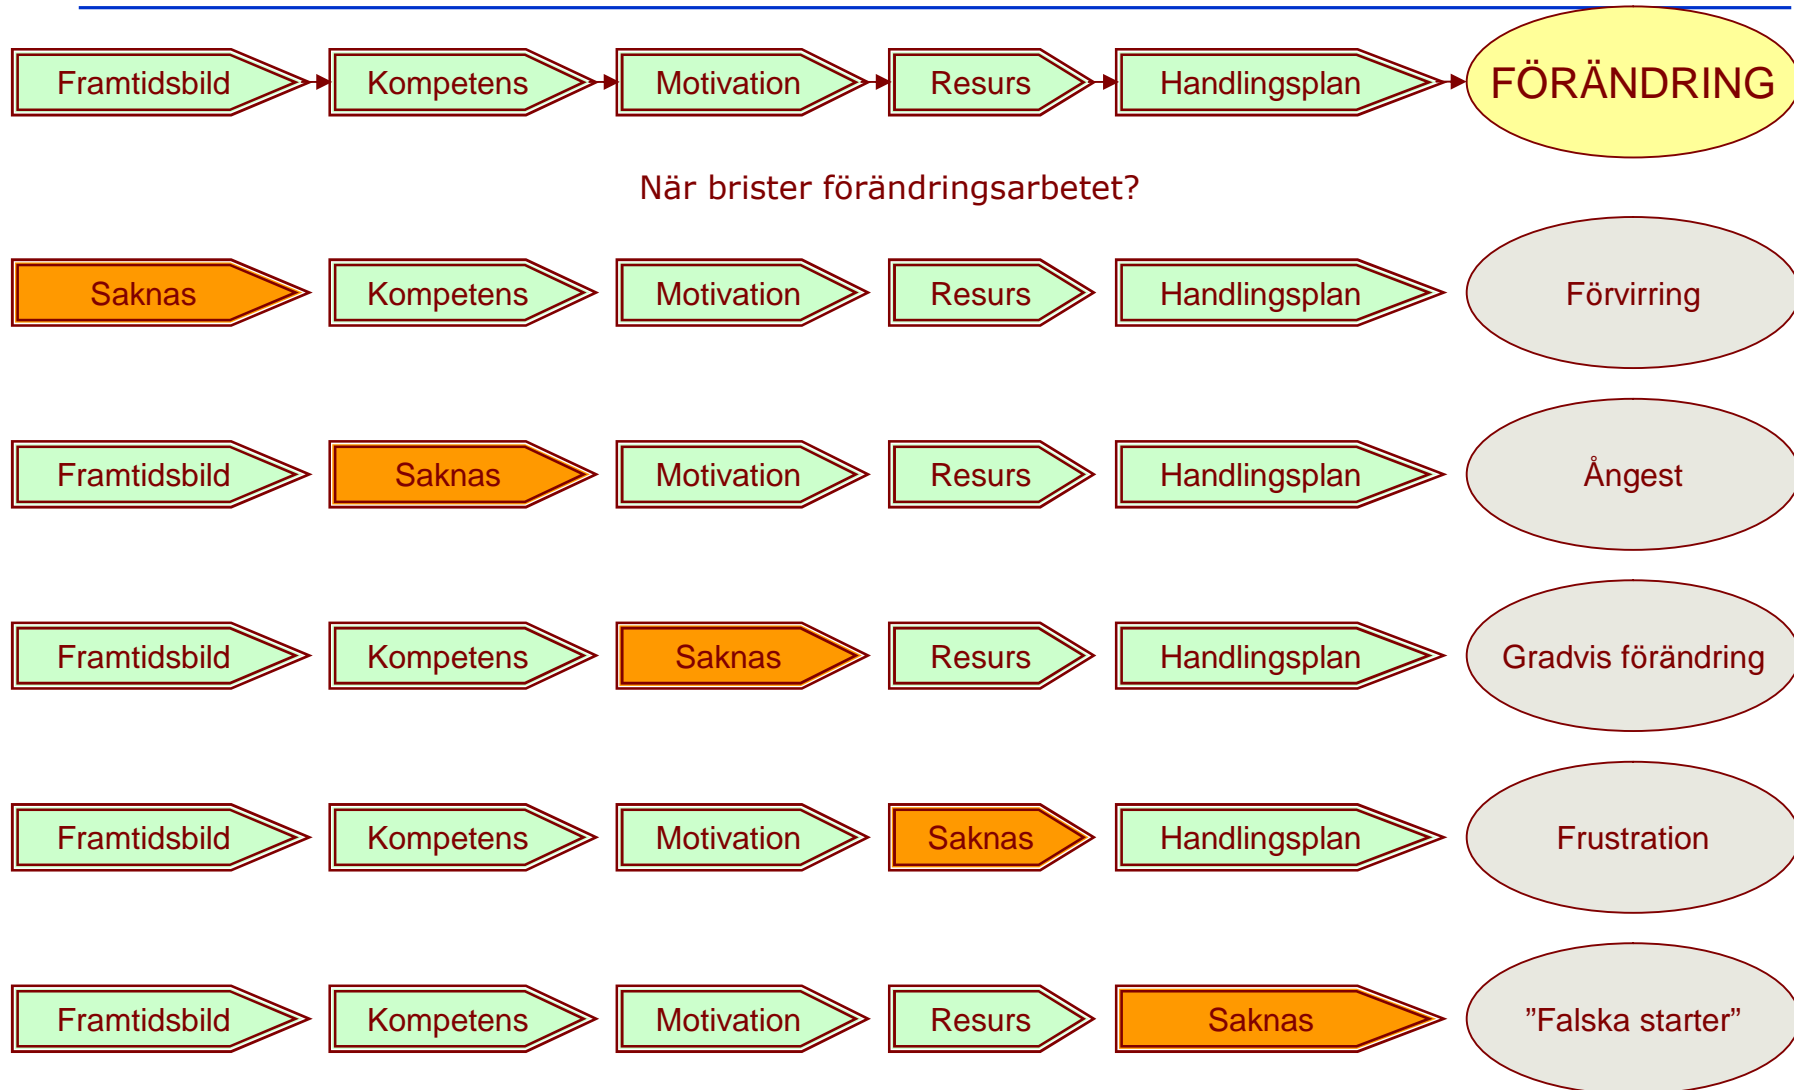 Framtidsbild Kompetens Motivation Resurs Handlingsplan FÖRÄNDRING
När brister förändringsarbetet?
Saknas Kompetens Motivation Resurs Handlingsplan Förvirring
Framtidsbild Saknas Motivation Resurs Handlingsplan Ångest
Framtidsbild Kompetens Saknas Resurs Handlingsplan Gradvis förändring
Framtidsbild Kompetens Motivation Saknas Handlingsplan Frustration
Framtidsbild Kompetens Motivation Resurs Saknas ”Falska starter”